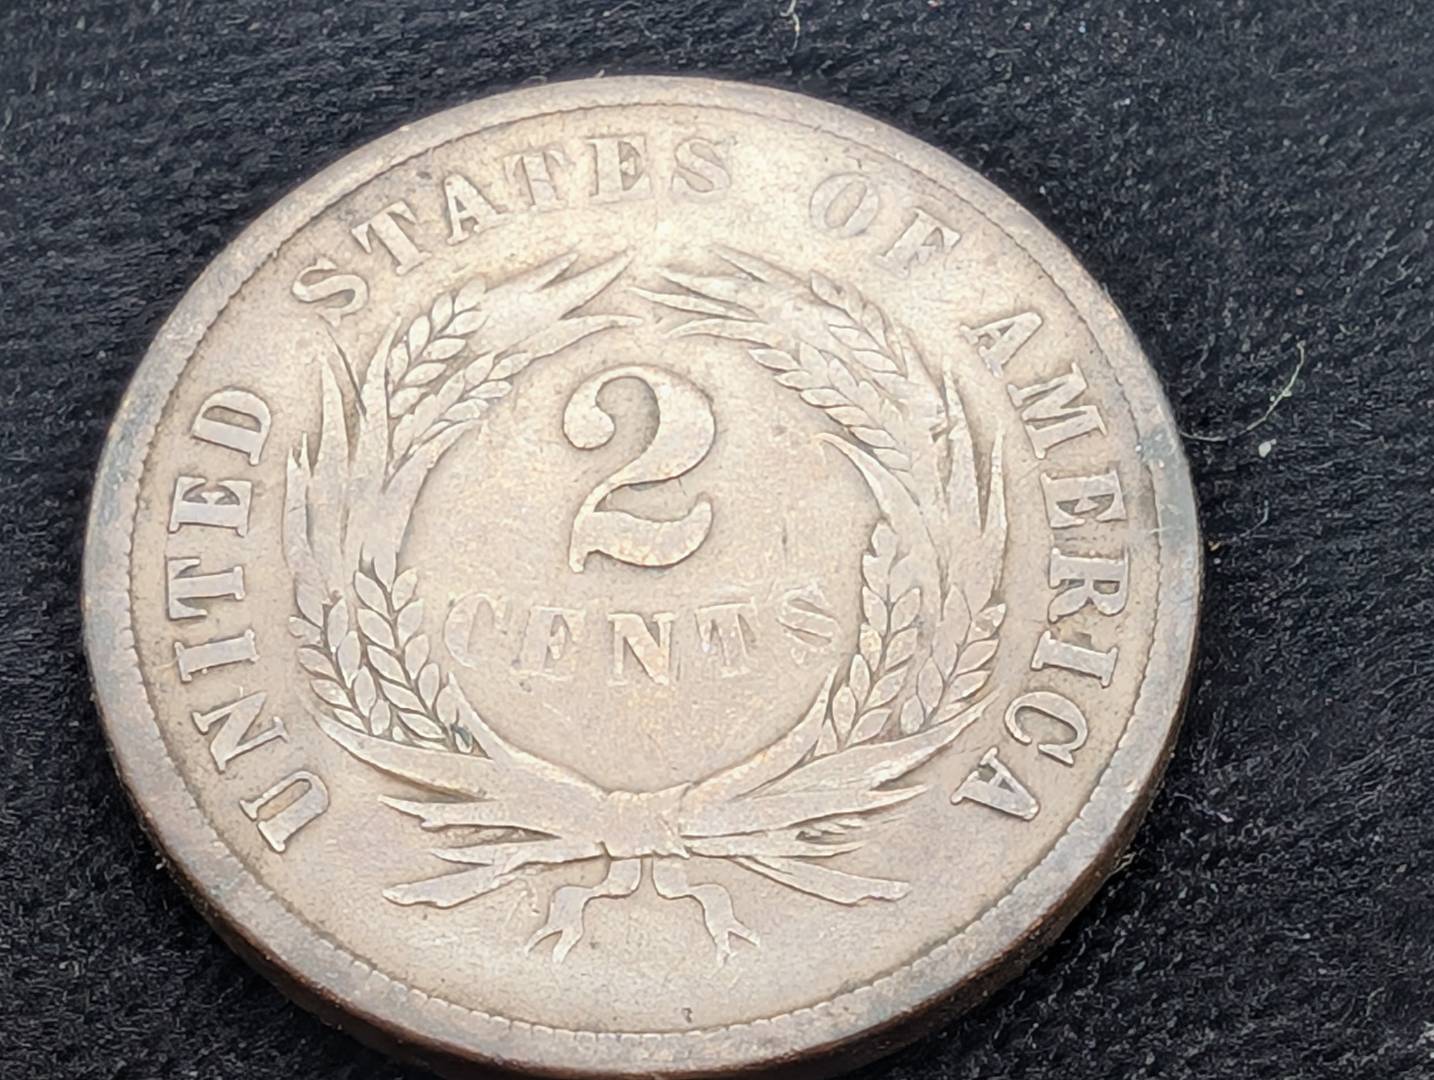 UNITED STATES OF AMERICA
2
CENTS